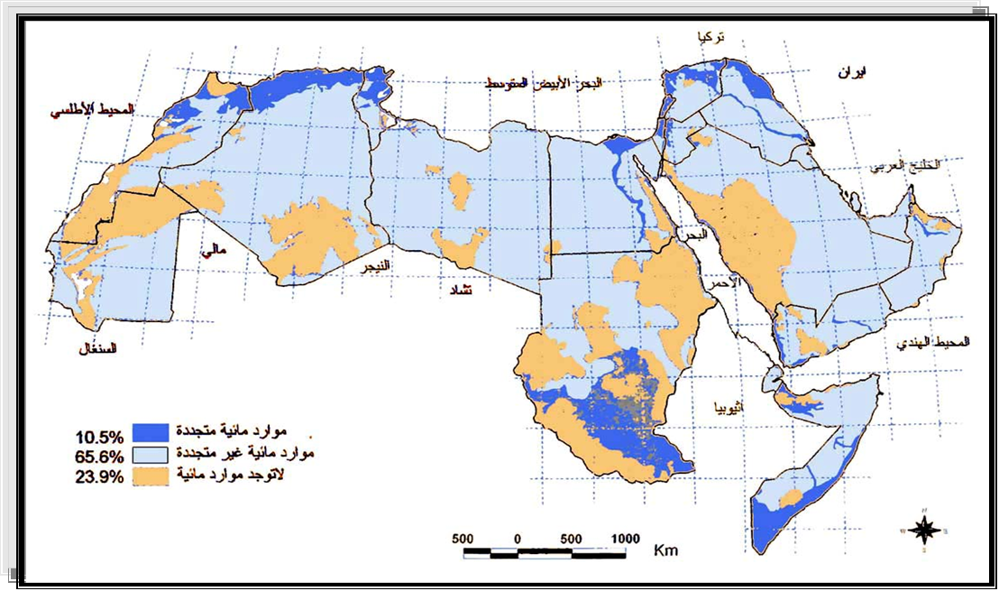 تركيا
ايران
البحر الأبيض المتوسط
المحيط الأطلسي
الخليج العربي
مالي
البحر
النيجر
الأحمر
تشاد
السنغال
المحيط الهندي
اثيوبيا
موارد مائية متجددة 10.5%
موارد مائية غير متجددة 65.6%
لاتوجد موارد مائية 23.9%
500 0 500 1000 Km